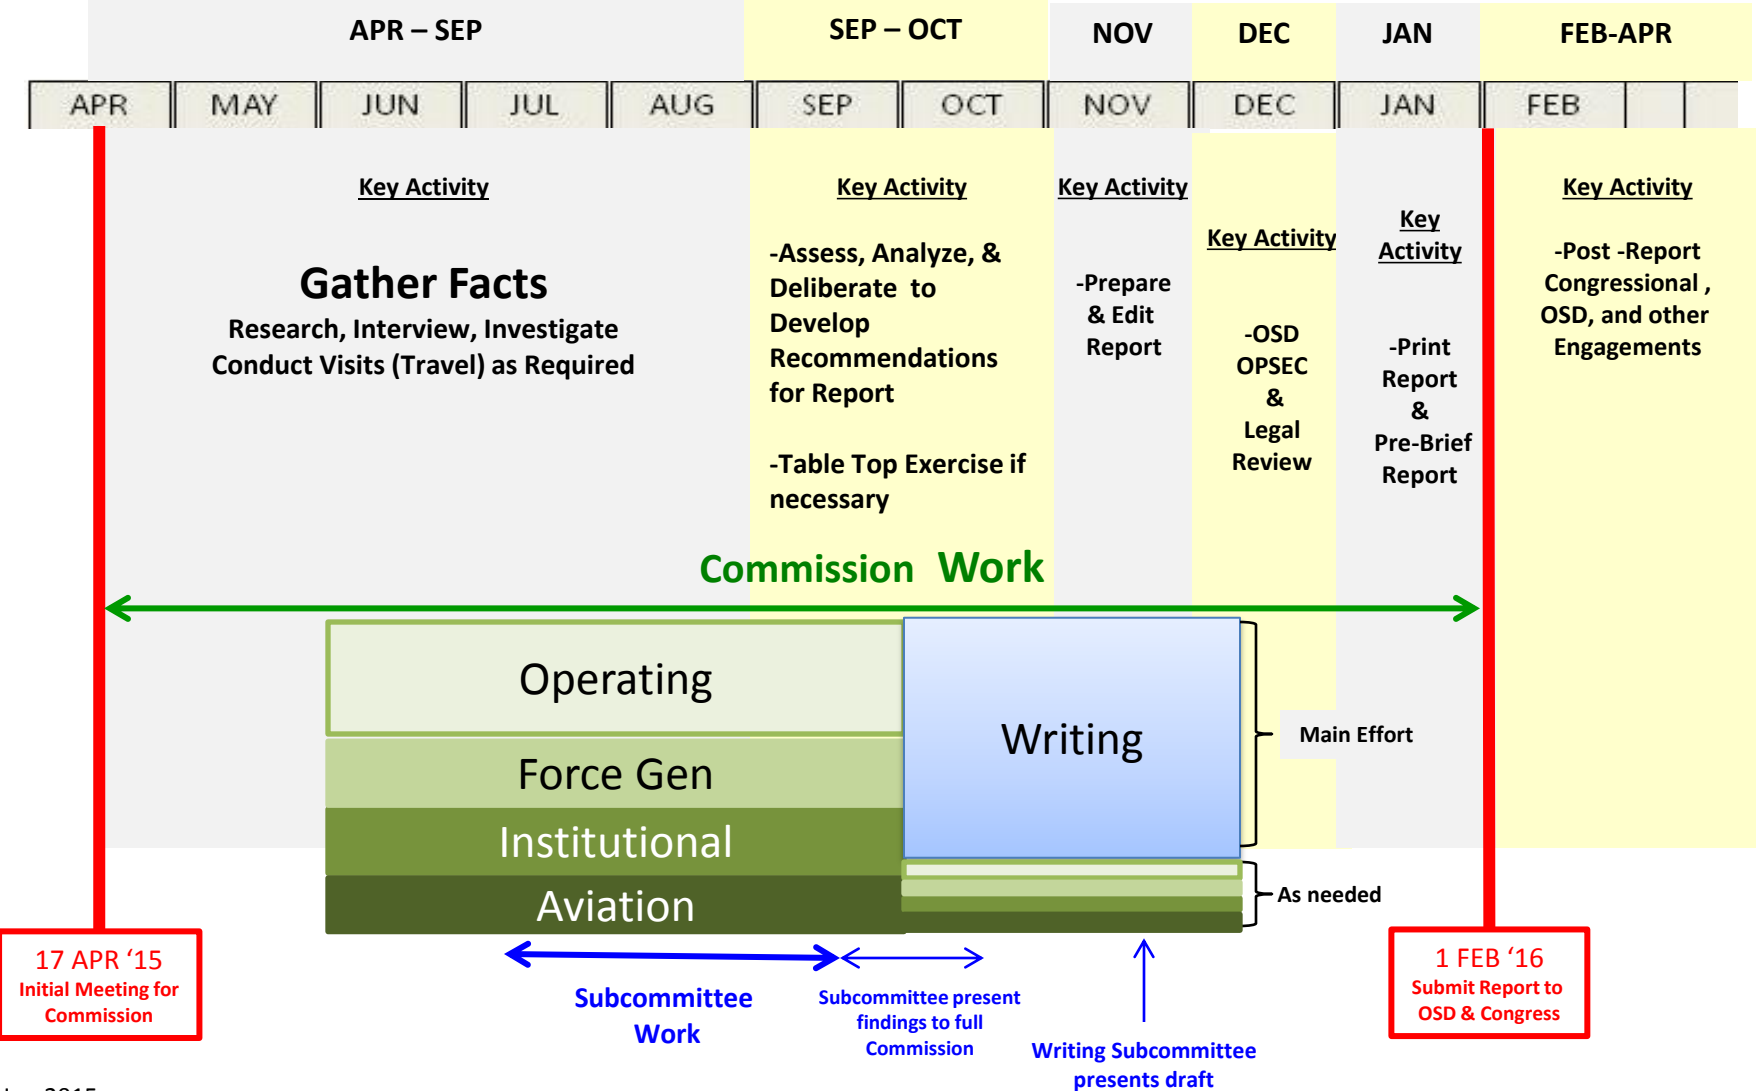 APR – SEP
SEP – OCT
NOV
DEC
JAN
FEB-APR
APR
MAY
JUN
JUL
AUG
SEP
OCT
NOV
DEC
JAN
FEB
Key Activity
Gather Facts
Research, Interview, Investigate
Conduct Visits (Travel) as Required
Key Activity
-Assess, Analyze, &
Deliberate to
Develop
Recommendations
for Report
-Table Top Exercise if
necessary
Key Activity
-Prepare
& Edit
Report
Key Activity
-OSD
OPSEC
&
Legal
Review
Key
Activity
-Print
Report
&
Pre-Brief
Report
Key Activity
-Post -Report
Congressional ,
OSD, and other
Engagements
Commission Work
Operating
Force Gen
Institutional
Aviation
Writing
Main Effort
As needed
17 APR ‘15
Initial Meeting for
Commission
Subcommittee
Work
Subcommittee present
findings to full
Commission
Writing Subcommittee
presents draft
1 FEB ‘16
Submit Report to
OSD & Congress
2015